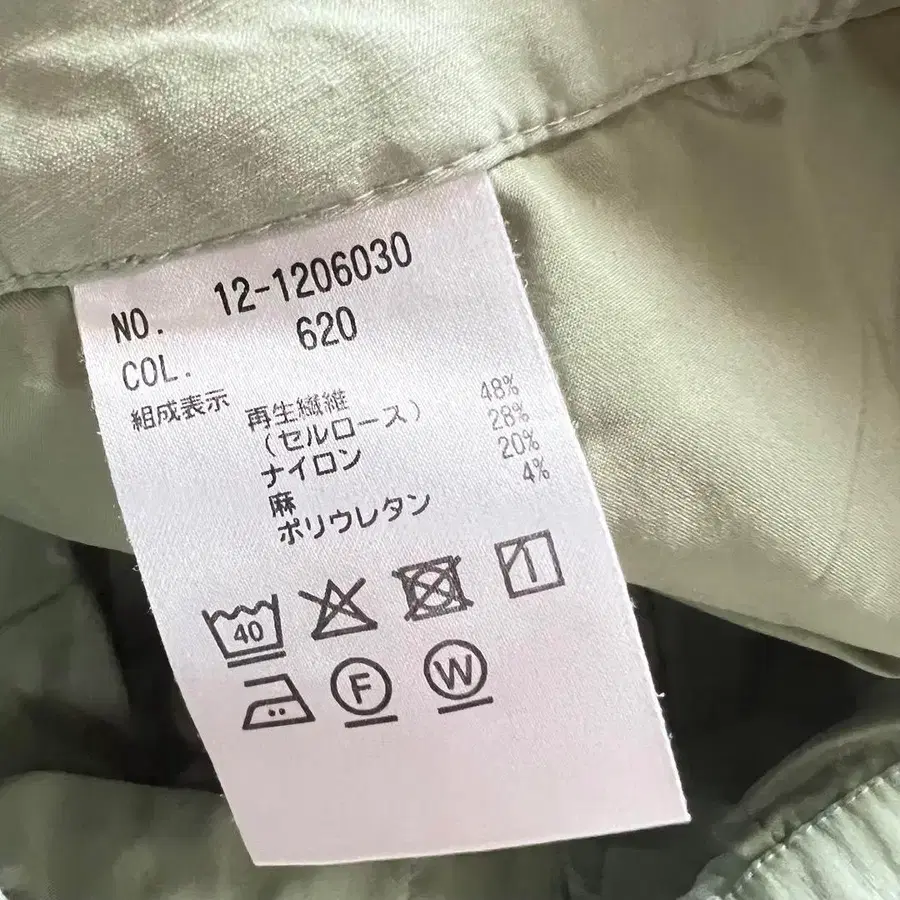 NO. 12-1206030
COL. 620
組成表示 再生繊維 48%
(セルロース) 28%
ナイロン 20%
麻 4%
ポリウレタン
40
F W